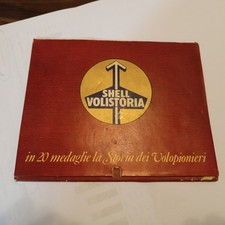 SHELL
VOLISTORIA
in 20 medaglie la Storia dei Volopionieri